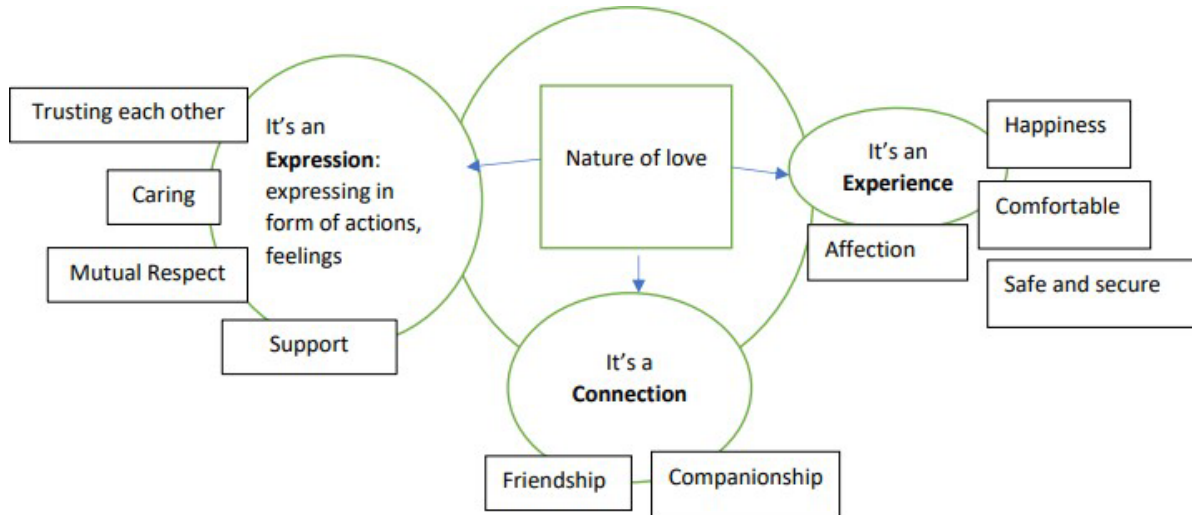 Nature of love
Trusting each other
It’s an
Expression:
expressing in
form of actions,
feelings
Caring
Mutual Respect
Support
It’s an
Experience
Happiness
Comfortable
Affection
Safe and secure
It’s a
Connection
Friendship
Companionship